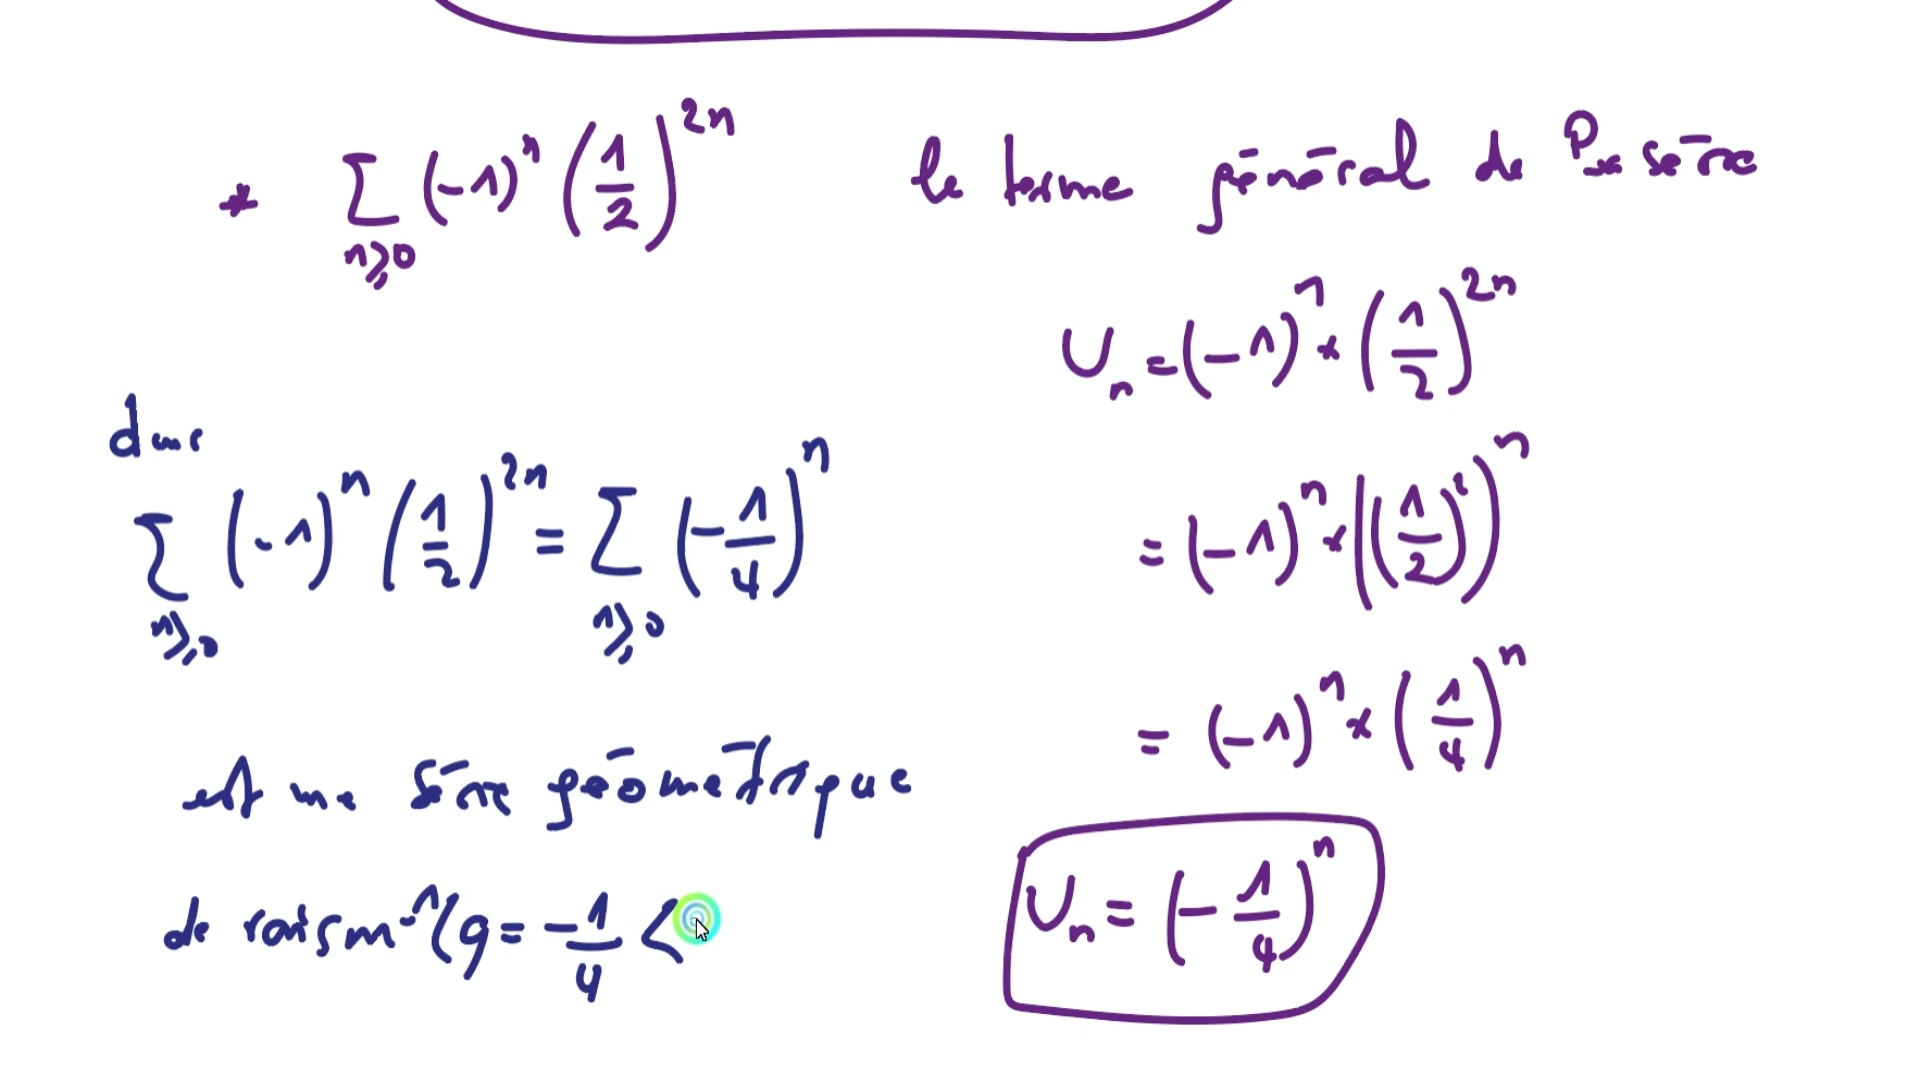 * ∑_{n≥0} (-1)^n (1/2)^{2n}
le terme général de la série
U_n = (-1)^n × (1/2)^{2n}
= (-1)^n × ((1/2)^2)^n
= (-1)^n × (1/4)^n
U_n = (-1/4)^n
donc
∑_{n≥0} (-1)^n (1/2)^{2n} = ∑_{n≥0} (-1/4)^n
est une série géométrique
de raison -1 < q = -1/4 <